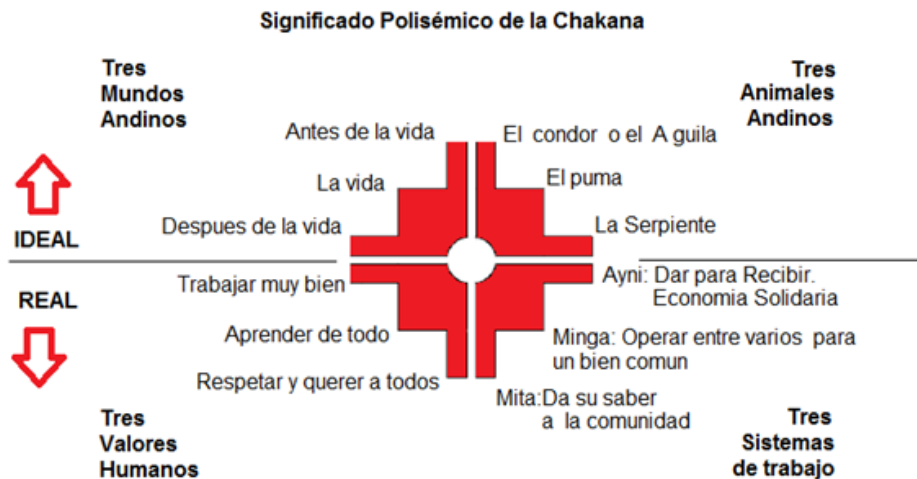 Significado Polisémico de la Chakana
Tres
Mundos
Andinos
Tres
Animales
Andinos
Antes de la vida
El condor o el A guila
La vida
El puma
Despues de la vida
La Serpiente
IDEAL
REAL
Trabajar muy bien
Ayni: Dar para Recibir.
Economia Solidaria
Aprender de todo
Minga: Operar entre varios para
un bien comun
Respetar y querer a todos
Mita:Da su saber
a la comunidad
Tres
Valores
Humanos
Tres
Sistemas
de trabajo